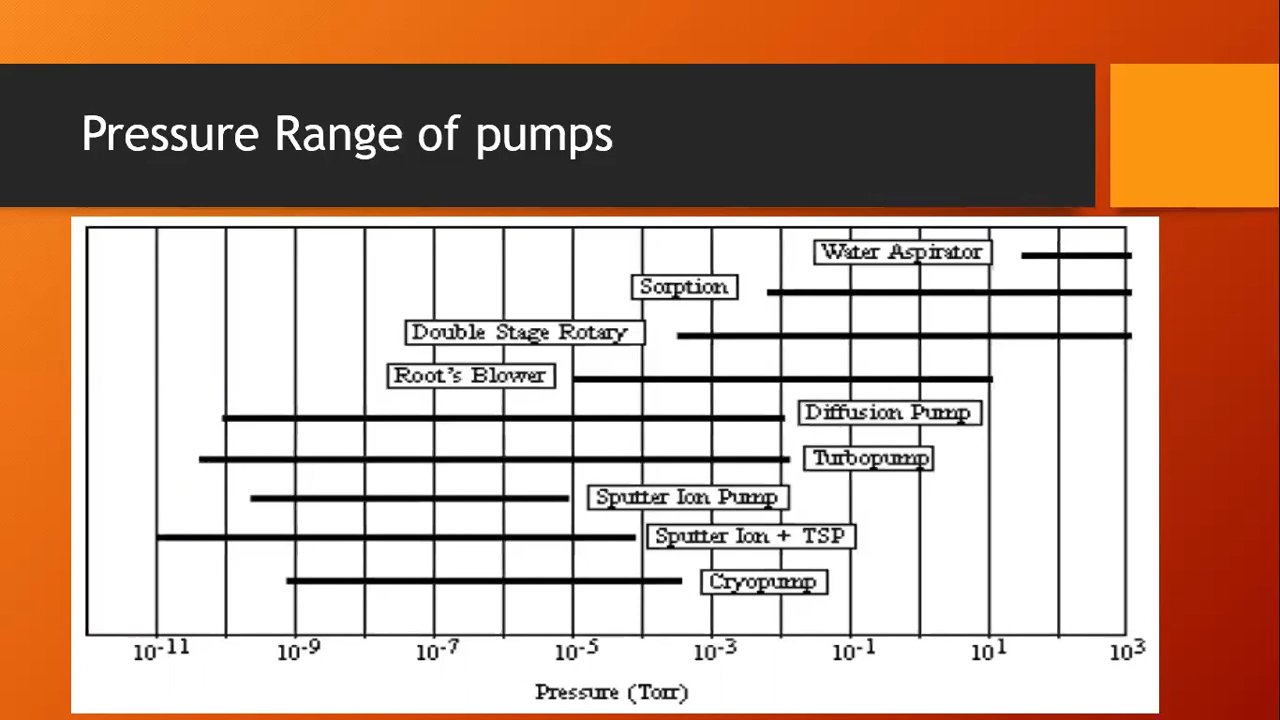 Pressure Range of pumps
Water Aspirator
Sorption
Double Stage Rotary
Root's Blower
Diffusion Pump
Turbopump
Sputter Ion Pump
Sputter Ion + TSP
Cryopump
10-11 10-9 10-7 10-5 10-3 10-1 101 103
Pressure (Torr)